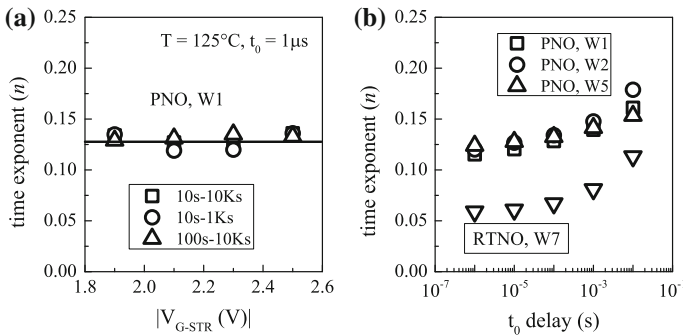 (a)
T = 125°C, t0 = 1μs
PNO, W1
10s-10Ks
10s-1Ks
100s-10Ks
time exponent (n)
0.25
0.20
0.15
0.10
0.05
0.00
1.8 2.0 2.2 2.4 2.6
|VG-STR (V)|
(b)
PNO, W1
PNO, W2
PNO, W5
RTNO, W7
time exponent (n)
0.25
0.20
0.15
0.10
0.05
0.00
10-7 10-5 10-3 10-
t0 delay (s)